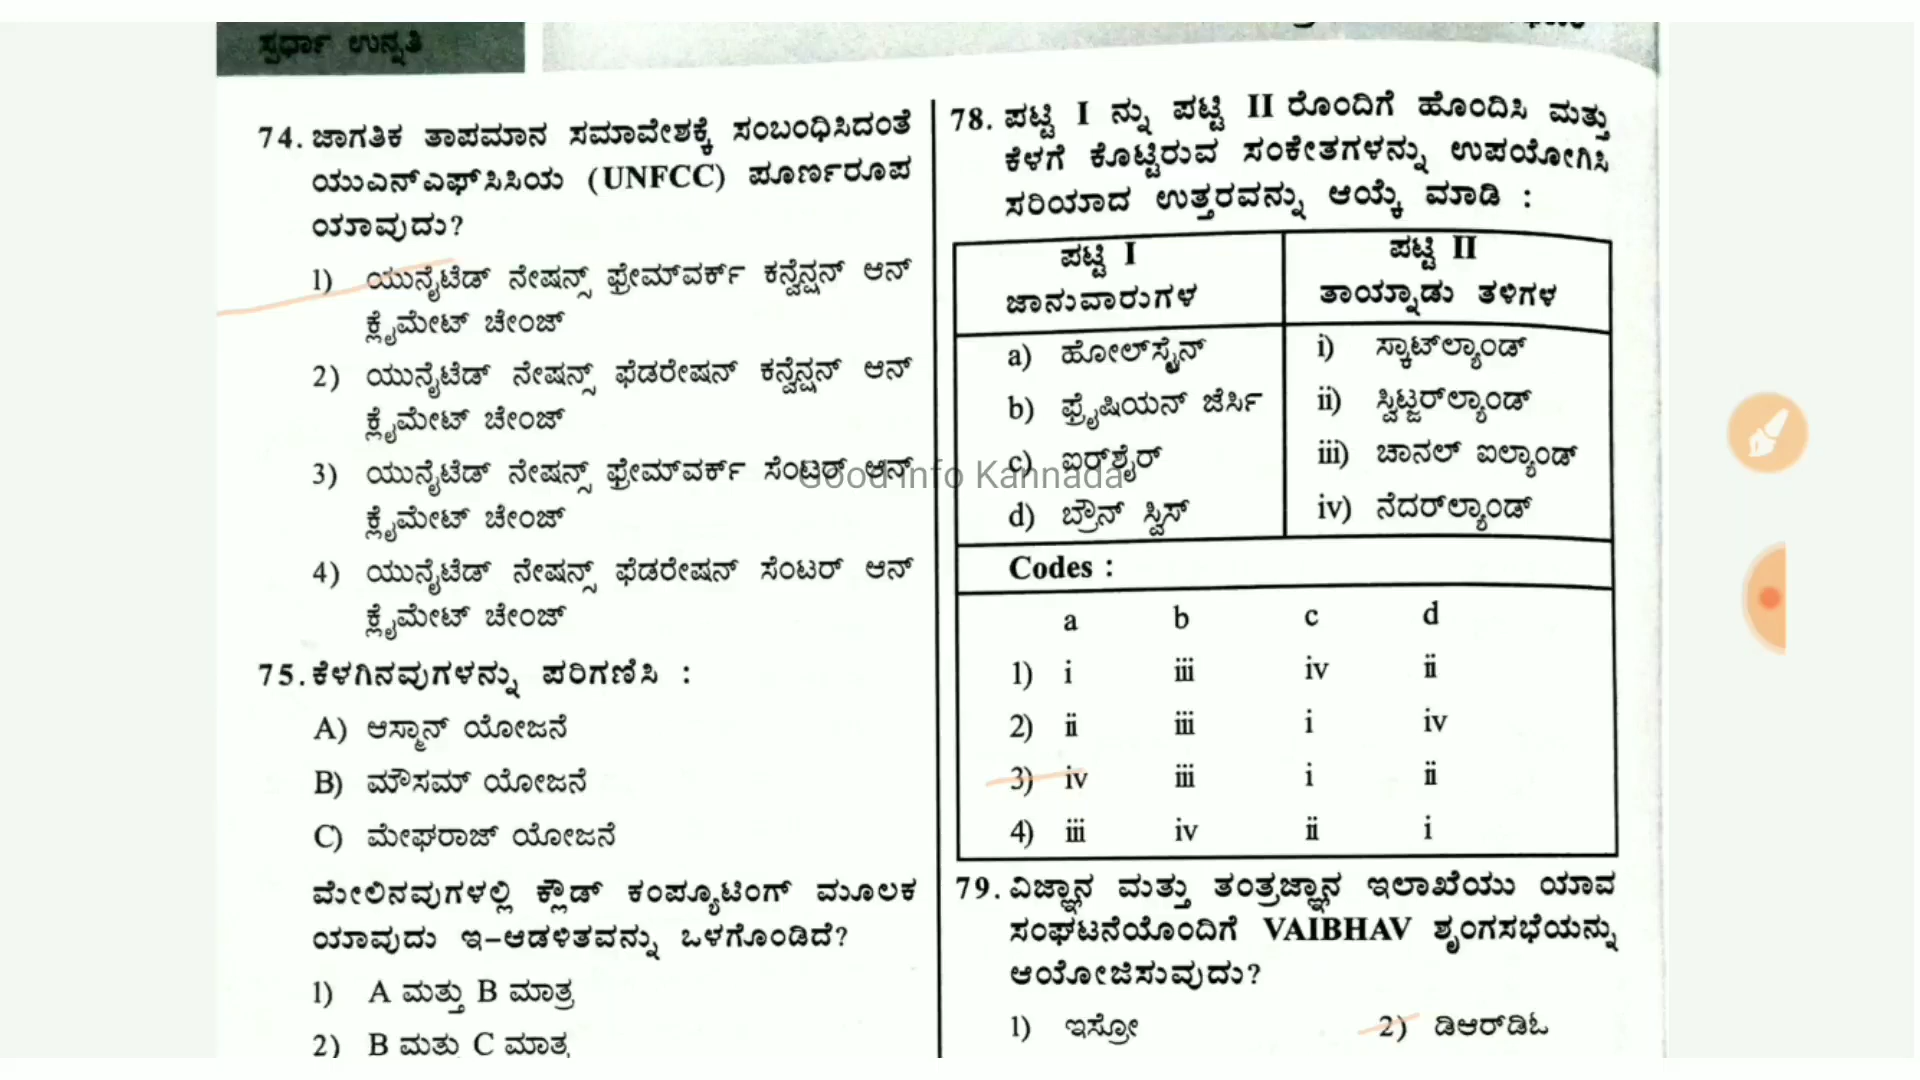 ಸ್ಪರ್ಧಾ ಉನ್ನತಿ
74. ಜಾಗತಿಕ ತಾಪಮಾನ ಸಮಾವೇಶಕ್ಕೆ ಸಂಬಂಧಿಸಿದಂತೆ
ಯುಎನ್‌ಎಫ್‌ಸಿಸಿಯ (UNFCC) ಪೂರ್ಣರೂಪ
ಯಾವುದು?
1) ಯುನೈಟೆಡ್ ನೇಷನ್ಸ್ ಫ್ರೇಮ್‌ವರ್ಕ್ ಕನ್ವೆನ್ಷನ್ ಆನ್
ಕ್ಲೈಮೇಟ್ ಚೇಂಜ್
2) ಯುನೈಟೆಡ್ ನೇಷನ್ಸ್ ಫೆಡರೇಷನ್ ಕನ್ವೆನ್ಷನ್ ಆನ್
ಕ್ಲೈಮೇಟ್ ಚೇಂಜ್
3) ಯುನೈಟೆಡ್ ನೇಷನ್ಸ್ ಫ್ರೇಮ್‌ವರ್ಕ್ ಸೆಂಟರ್ ಆನ್
ಕ್ಲೈಮೇಟ್ ಚೇಂಜ್
4) ಯುನೈಟೆಡ್ ನೇಷನ್ಸ್ ಫೆಡರೇಷನ್ ಸೆಂಟರ್ ಆನ್
ಕ್ಲೈಮೇಟ್ ಚೇಂಜ್
75. ಕೆಳಗಿನವುಗಳನ್ನು ಪರಿಗಣಿಸಿ :
A) ಆಸ್ಮಾನ್ ಯೋಜನೆ
B) ಮೌಸಮ್ ಯೋಜನೆ
C) ಮೇಘರಾಜ್ ಯೋಜನೆ
ಮೇಲಿನವುಗಳಲ್ಲಿ ಕ್ಲೌಡ್ ಕಂಪ್ಯೂಟಿಂಗ್ ಮೂಲಕ
ಯಾವುದು ಇ-ಆಡಳಿತವನ್ನು ಒಳಗೊಂಡಿದೆ?
1) A ಮತ್ತು B ಮಾತ್ರ
2) B ಮತ್ತು C ಮಾತ್ರ
78. ಪಟ್ಟಿ I ನ್ನು ಪಟ್ಟಿ II ರೊಂದಿಗೆ ಹೊಂದಿಸಿ ಮತ್ತು
ಕೆಳಗೆ ಕೊಟ್ಟಿರುವ ಸಂಕೇತಗಳನ್ನು ಉಪಯೋಗಿಸಿ
ಸರಿಯಾದ ಉತ್ತರವನ್ನು ಆಯ್ಕೆ ಮಾಡಿ :
ಪಟ್ಟಿ I ಪಟ್ಟಿ II
ಜಾನುವಾರುಗಳ ತಾಯ್ನಾಡು ತಳಿಗಳ
a) ಹೋಲ್‌ಸ್ಟೈನ್ i) ಸ್ಕಾಟ್‌ಲ್ಯಾಂಡ್
b) ಫ್ರೈಷಿಯನ್ ಜೆರ್ಸಿ ii) ಸ್ವಿಟ್ಜರ್‌ಲ್ಯಾಂಡ್
c) ಐರ್‌ಶೈರ್ iii) ಚಾನಲ್ ಐಲ್ಯಾಂಡ್
d) ಬ್ರೌನ್ ಸ್ವಿಸ್ iv) ನೆದರ್‌ಲ್ಯಾಂಡ್
Codes :
a b c d
1) i iii iv ii
2) ii iii i iv
3) iv iii i ii
4) iii iv ii i
79. ವಿಜ್ಞಾನ ಮತ್ತು ತಂತ್ರಜ್ಞಾನ ಇಲಾಖೆಯು ಯಾವ
ಸಂಘಟನೆಯೊಂದಿಗೆ VAIBHAV ಶೃಂಗಸಭೆಯನ್ನು
ಆಯೋಜಿಸುವುದು?
1) ಇಸ್ರೋ 2) ಡಿಆರ್‌ಡಿಓ
Good Info Kannada